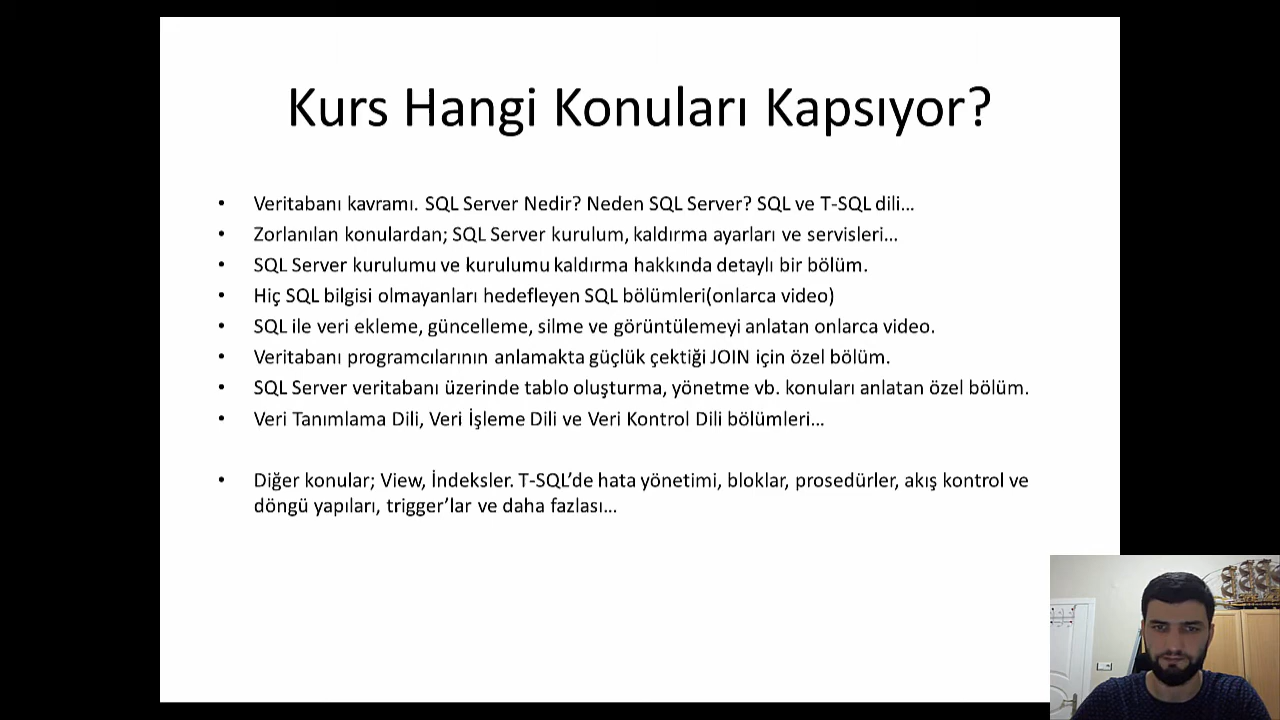 Kurs Hangi Konuları Kapsıyor?
• Veritabanı kavramı. SQL Server Nedir? Neden SQL Server? SQL ve T-SQL dili…
• Zorlanılan konulardan; SQL Server kurulum, kaldırma ayarları ve servisleri…
• SQL Server kurulumu ve kurulumu kaldırma hakkında detaylı bir bölüm.
• Hiç SQL bilgisi olmayanları hedefleyen SQL bölümleri(onlarca video)
• SQL ile veri ekleme, güncelleme, silme ve görüntülemeyi anlatan onlarca video.
• Veritabanı programcılarının anlamakta güçlük çektiği JOIN için özel bölüm.
• SQL Server veritabanı üzerinde tablo oluşturma, yönetme vb. konuları anlatan özel bölüm.
• Veri Tanımlama Dili, Veri İşleme Dili ve Veri Kontrol Dili bölümleri…
• Diğer konular; View, İndeksler. T-SQL’de hata yönetimi, bloklar, prosedürler, akış kontrol ve
döngü yapıları, trigger’lar ve daha fazlası…